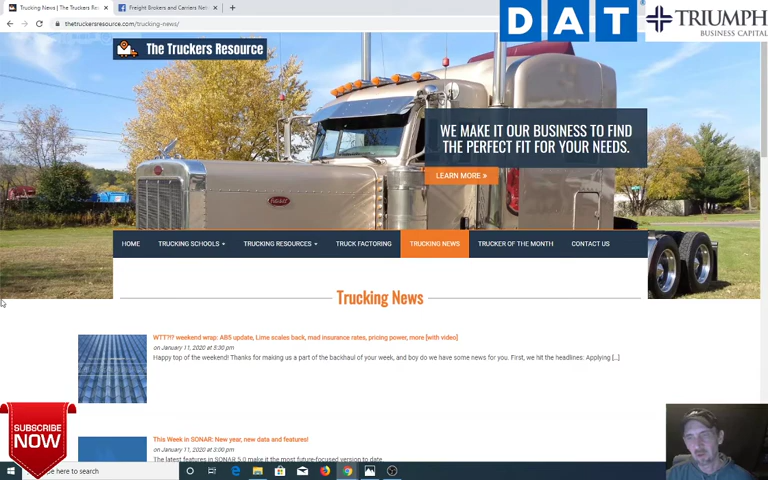 Trucking News | The Truckers Re
Freight Brokers and Carriers Net
thetruckersresource.com/trucking-news/
DAT
TRIUMPH
BUSINESS CAPITAL
The Truckers Resource
WE MAKE IT OUR BUSINESS TO FIND
THE PERFECT FIT FOR YOUR NEEDS.
LEARN MORE »
HOME
TRUCKING SCHOOLS
TRUCKING RESOURCES
TRUCK FACTORING
TRUCKING NEWS
TRUCKER OF THE MONTH
CONTACT US
Trucking News
WTT?!? weekend wrap: AB5 update, Lime scales back, mad insurance rates, pricing power, more [with video]
on January 11, 2020 at 5:30 pm
Happy top of the weekend! Thanks for making us a part of the backhaul of your week, and boy do we have some news for you. First, we hit the headlines: Applying [...]
This Week in SONAR: New year, new data and features!
on January 11, 2020 at 3:00 pm
The latest features in SONAR 5.0 make it the most future-focused version to date.
SUBSCRIBE
NOW
here to search